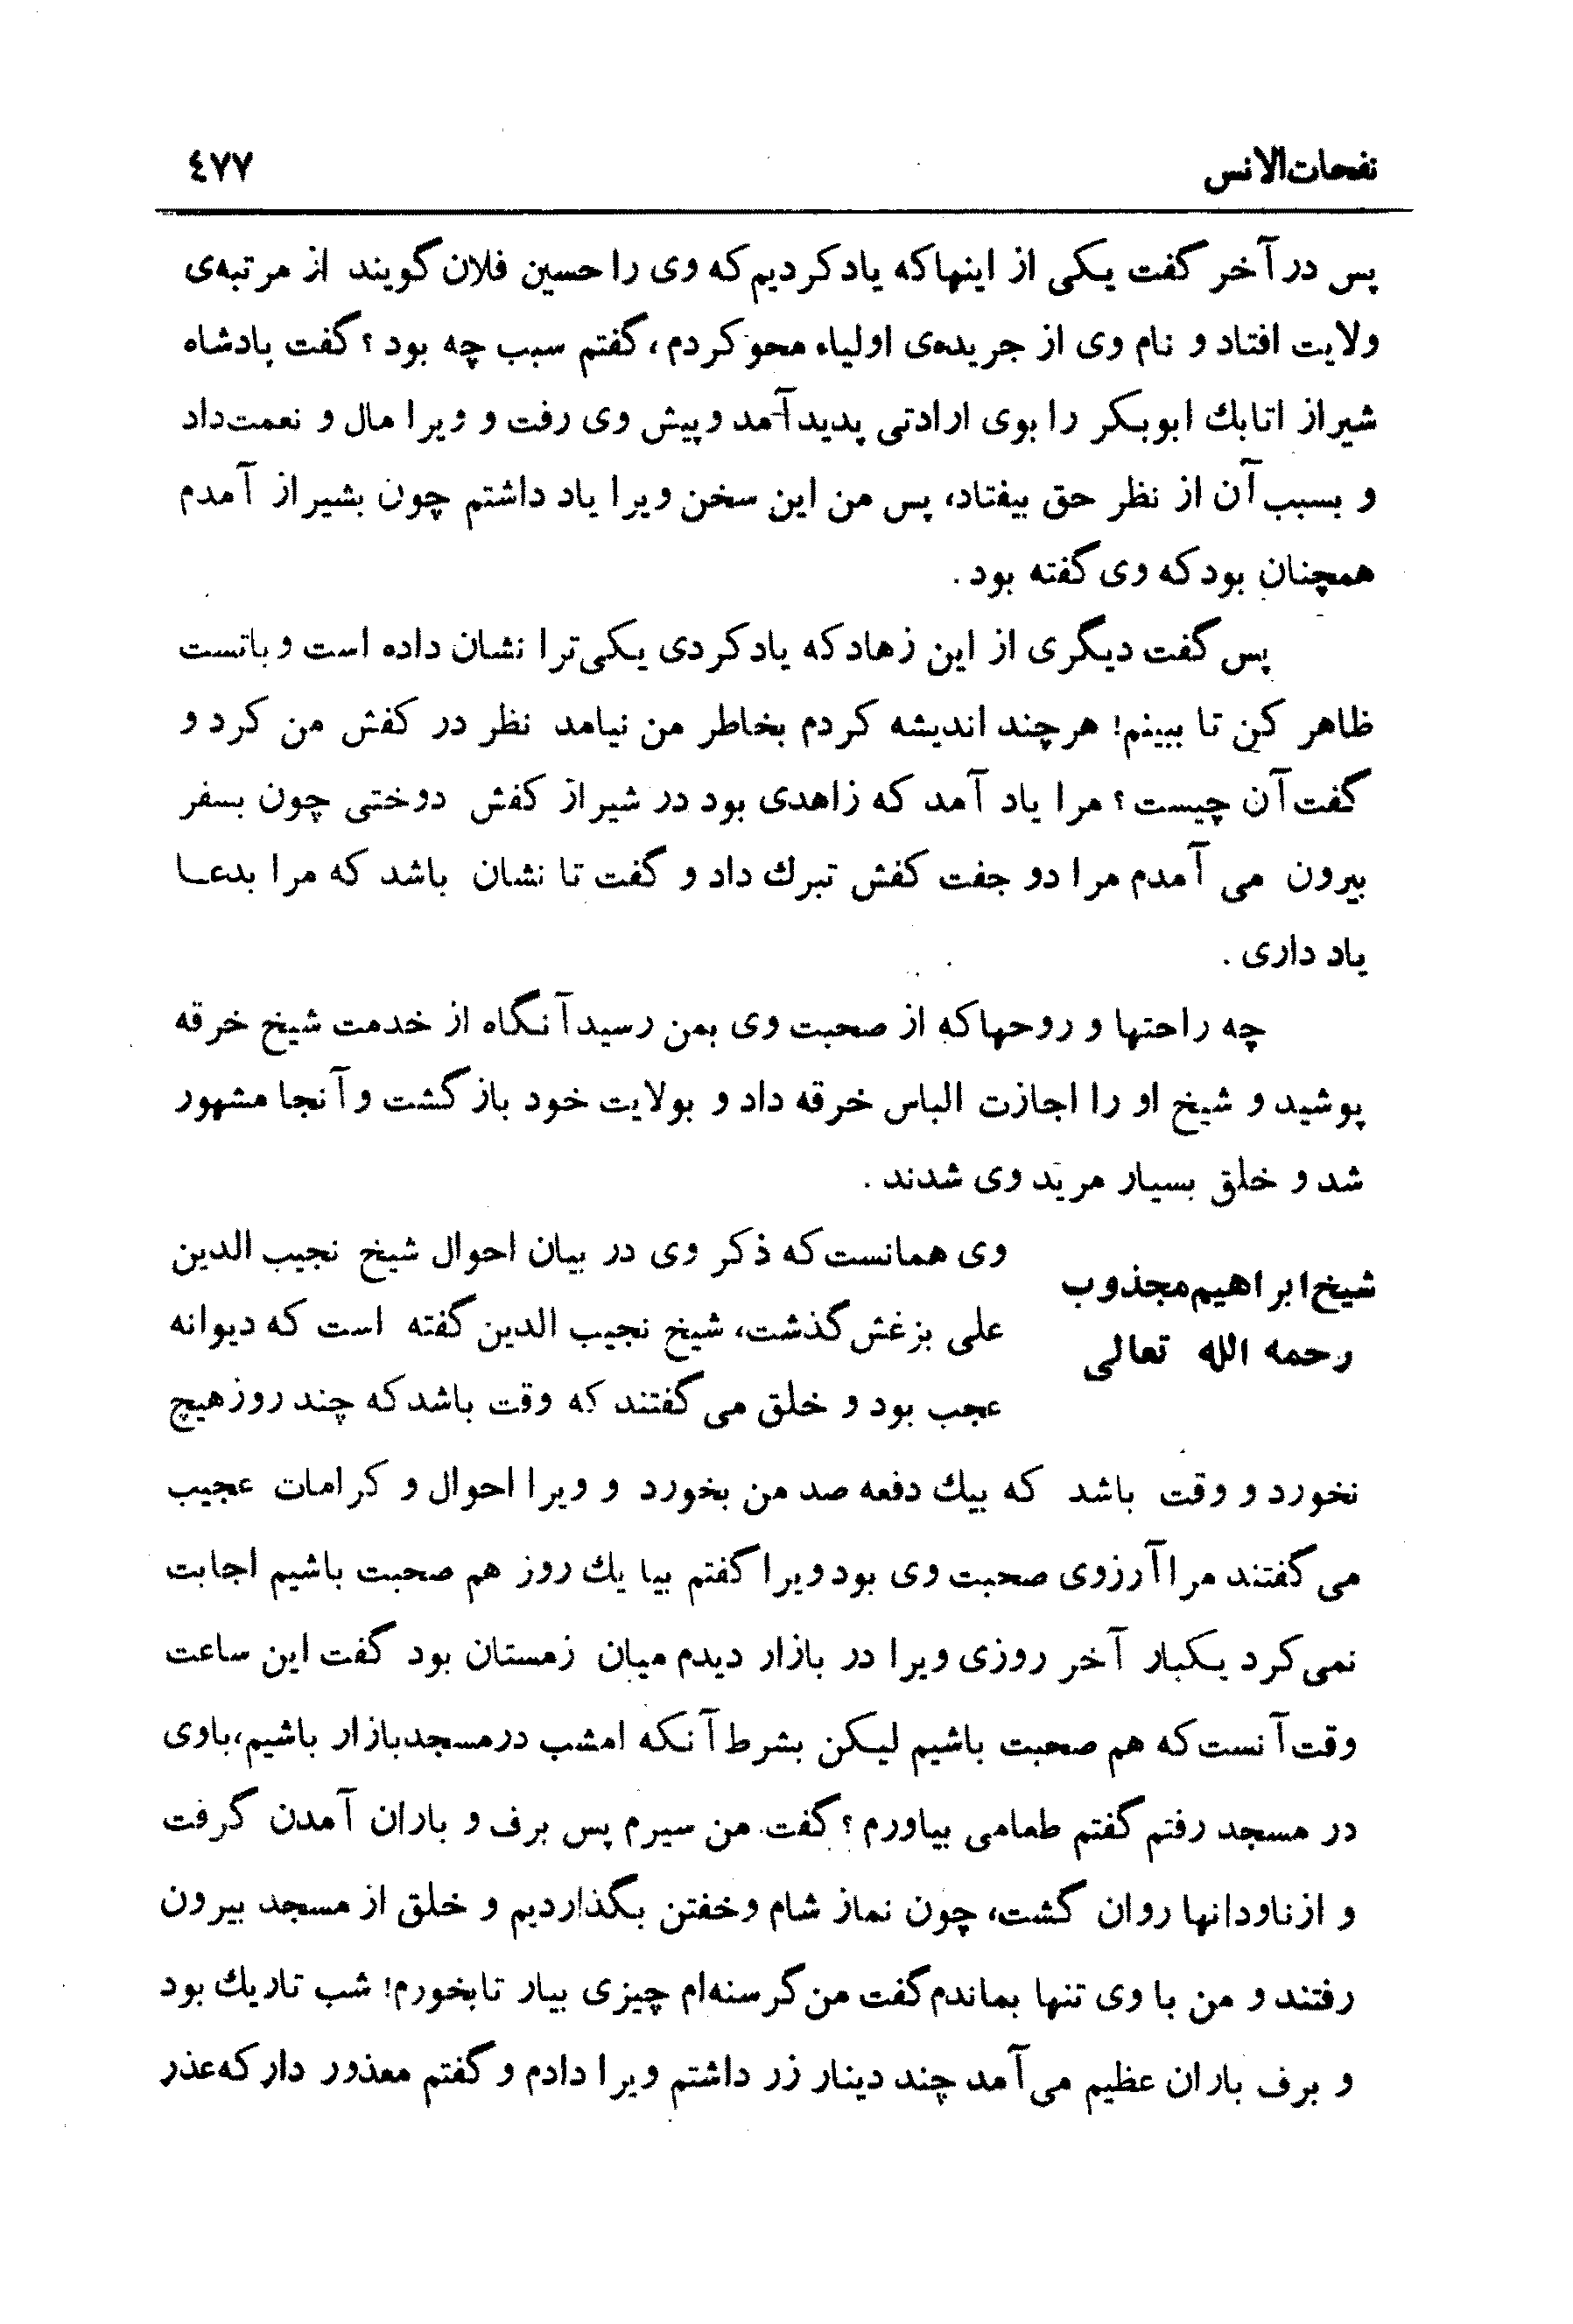 نفحات‌الانس ٤٧٧
پس در آخر گفت یکی از اینها که یاد کردیم که وی را حسین فلان گویند از مرتبه‌ی
ولایت افتاد و نام وی از جریده‌ی اولیاء محو کردم، گفتم سبب چه بود؟ گفت پادشاه
شیراز اتابك ابوبکر را بوی ارادتی پدید آمد و پیش وی رفت و ویرا مال و نعمت داد
و بسبب آن از نظر حق بیفتاد، پس من این سخن ویرا یاد داشتم چون بشیراز آمدم
همچنان بود که وی گفته بود.
پس گفت دیگری از این زهاد که یاد کردی یکی ترا نشان داده است و باتست
ظاهر کن تا ببینم! هرچند اندیشه کردم بخاطر من نیامد نظر در کفش من کرد و
گفت آن چیست؟ مرا یاد آمد که زاهدی بود در شیراز کفش دوختی چون بسفر
بیرون می آمدم مرا دو جفت کفش تبرك داد و گفت تا نشان باشد که مرا بدعا
یاد داری.
چه راحتها و روحها که از صحبت وی بمن رسید آنگاه از خدمت شیخ خرقه
پوشید و شیخ او را اجازت الباس خرقه داد و بولایت خود بازگشت و آنجا مشهور
شد و خلق بسیار مرید وی شدند.
شیخ ابراهیم مجذوب
رحمه الله تعالی
وی همانست که ذکر وی در بیان احوال شیخ نجیب الدین
علی بزغش گذشت، شیخ نجیب الدین گفته است که دیوانه
عجب بود و خلق می گفتند که وقت باشد که چند روز هیچ
نخورد و وقت باشد که بیك دفعه صد من بخورد و ویرا احوال و کرامات عجیب
می گفتند مرا آرزوی صحبت وی بود ویرا گفتم بیا یك روز هم صحبت باشیم اجابت
نمی کرد یکبار آخر روزی ویرا در بازار دیدم میان زمستان بود گفت این ساعت
وقت آنست که هم صحبت باشیم لیکن بشرط آنکه امشب در مسجد بازار باشیم، باوی
در مسجد رفتم گفتم طعامی بیاورم؟ گفت من سیرم پس برف و باران آمدن گرفت
و از ناودانها روان گشت، چون نماز شام و خفتن بگذاردیم و خلق از مسجد بیرون
رفتند و من با وی تنها بماندم گفت من گرسنه‌ام چیزی بیار تا بخورم! شب تاریك بود
و برف باران عظیم می آمد چند دینار زر داشتم ویرا دادم و گفتم معذور دار که عذر